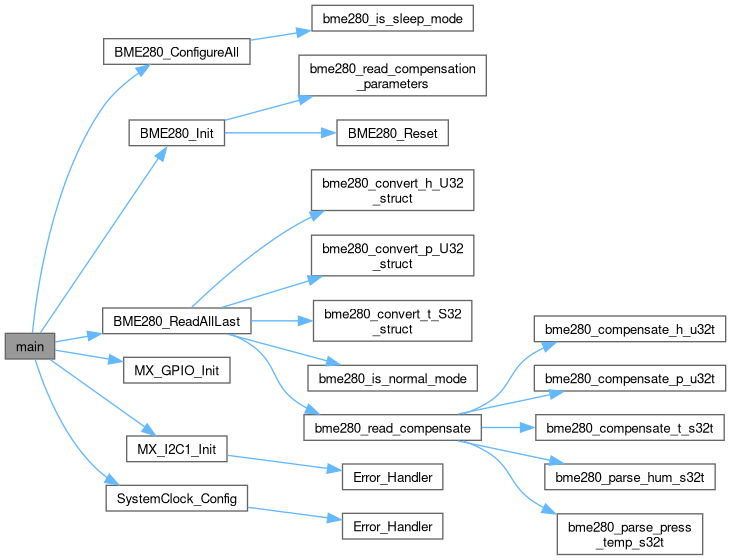 bme280_is_sleep_mode
BME280_ConfigureAll
bme280_read_compensation
_parameters
BME280_Init
BME280_Reset
bme280_convert_h_U32
_struct
bme280_convert_p_U32
_struct
BME280_ReadAllLast
bme280_convert_t_S32
_struct
bme280_compensate_h_u32t
main
MX_GPIO_Init
bme280_is_normal_mode
bme280_compensate_p_u32t
bme280_read_compensate
bme280_compensate_t_s32t
MX_I2C1_Init
Error_Handler
bme280_parse_hum_s32t
SystemClock_Config
Error_Handler
bme280_parse_press
_temp_s32t